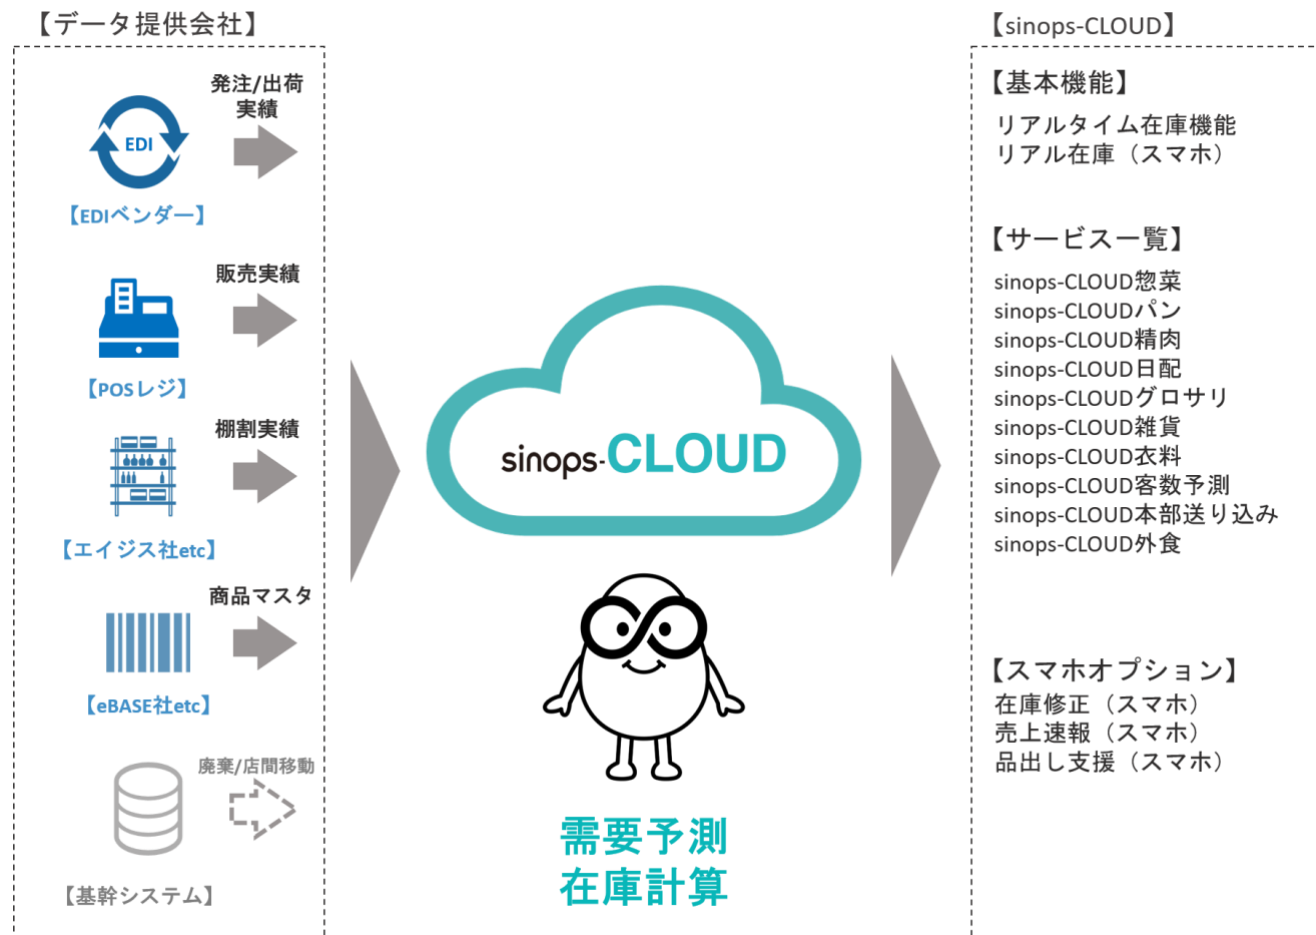 【データ提供会社】
発注/出荷
実績
EDI
【EDIベンダー】
販売実績
【POSレジ】
棚割実績
【エイジス社etc】
商品マスタ
【eBASE社etc】
廃棄/店間移動
【基幹システム】
sinops-CLOUD
需要予測
在庫計算
【sinops-CLOUD】
【基本機能】
リアルタイム在庫機能
リアル在庫（スマホ）
【サービス一覧】
sinops-CLOUD惣菜
sinops-CLOUDパン
sinops-CLOUD精肉
sinops-CLOUD日配
sinops-CLOUDグロサリ
sinops-CLOUD雑貨
sinops-CLOUD衣料
sinops-CLOUD客数予測
sinops-CLOUD本部送り込み
sinops-CLOUD外食
【スマホオプション】
在庫修正（スマホ）
売上速報（スマホ）
品出し支援（スマホ）